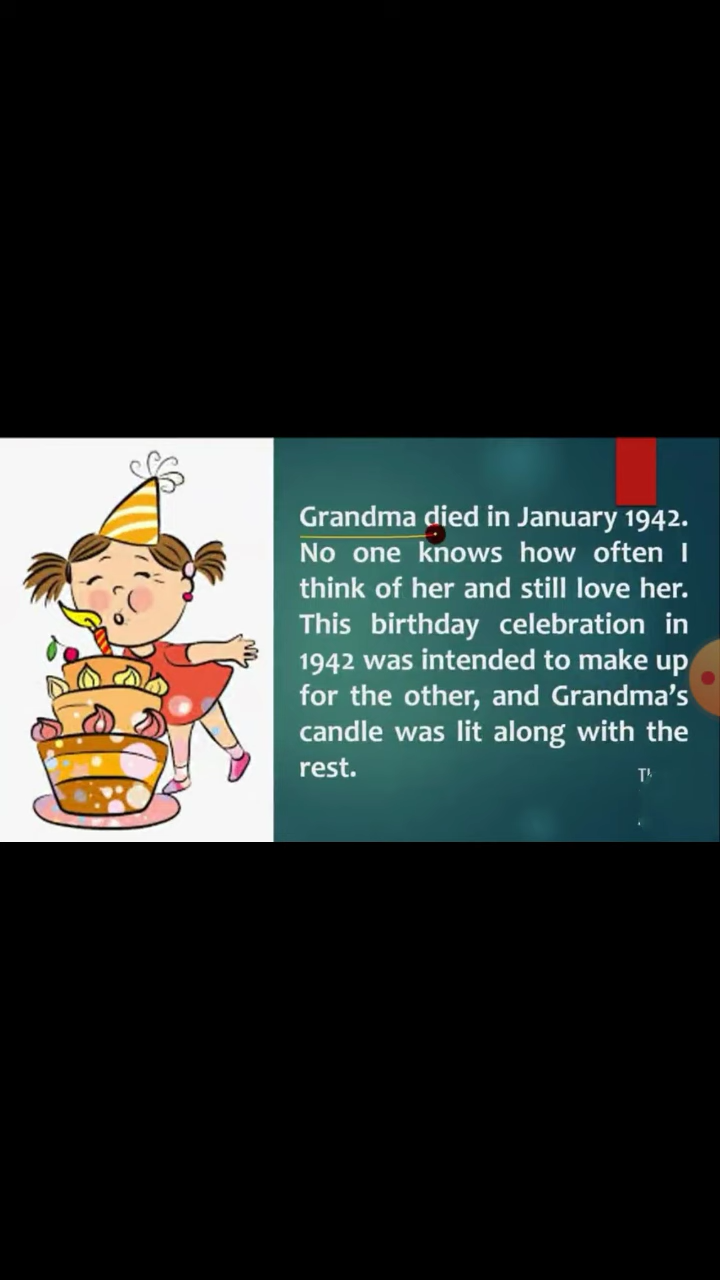 Grandma died in January 1942.
No one knows how often I
think of her and still love her.
This birthday celebration in
1942 was intended to make up
for the other, and Grandma’s
candle was lit along with the
rest.